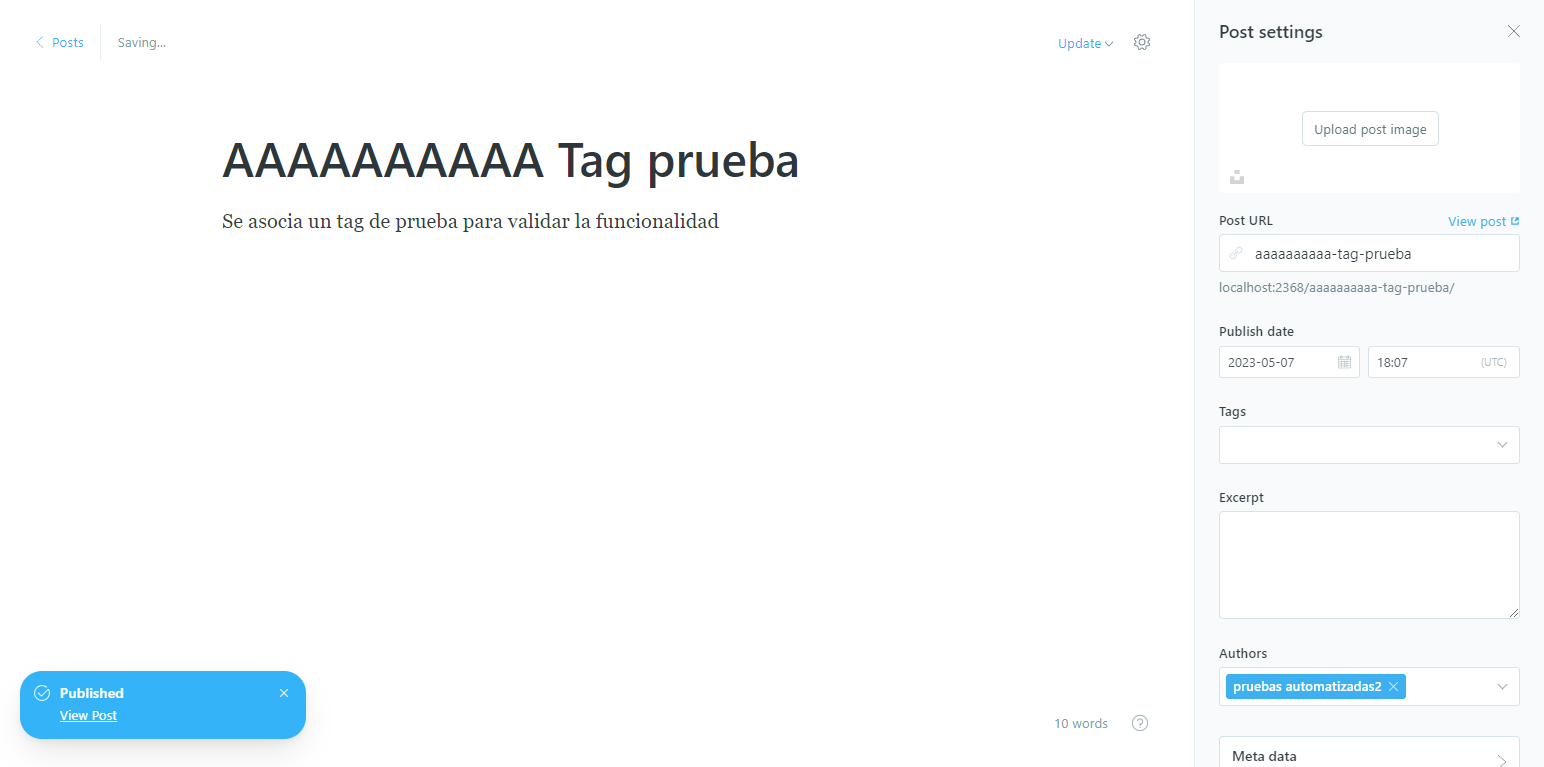 Posts
Saving...
Update
AAAAAAAAAA Tag prueba
Se asocia un tag de prueba para validar la funcionalidad
Published
View Post
10 words
?
Post settings
Upload post image
Post URL
View post
aaaaaaaaaa-tag-prueba
localhost:2368/aaaaaaaaaa-tag-prueba/
Publish date
2023-05-07
18:07
(UTC)
Tags
Excerpt
Authors
pruebas automatizadas2
Meta data